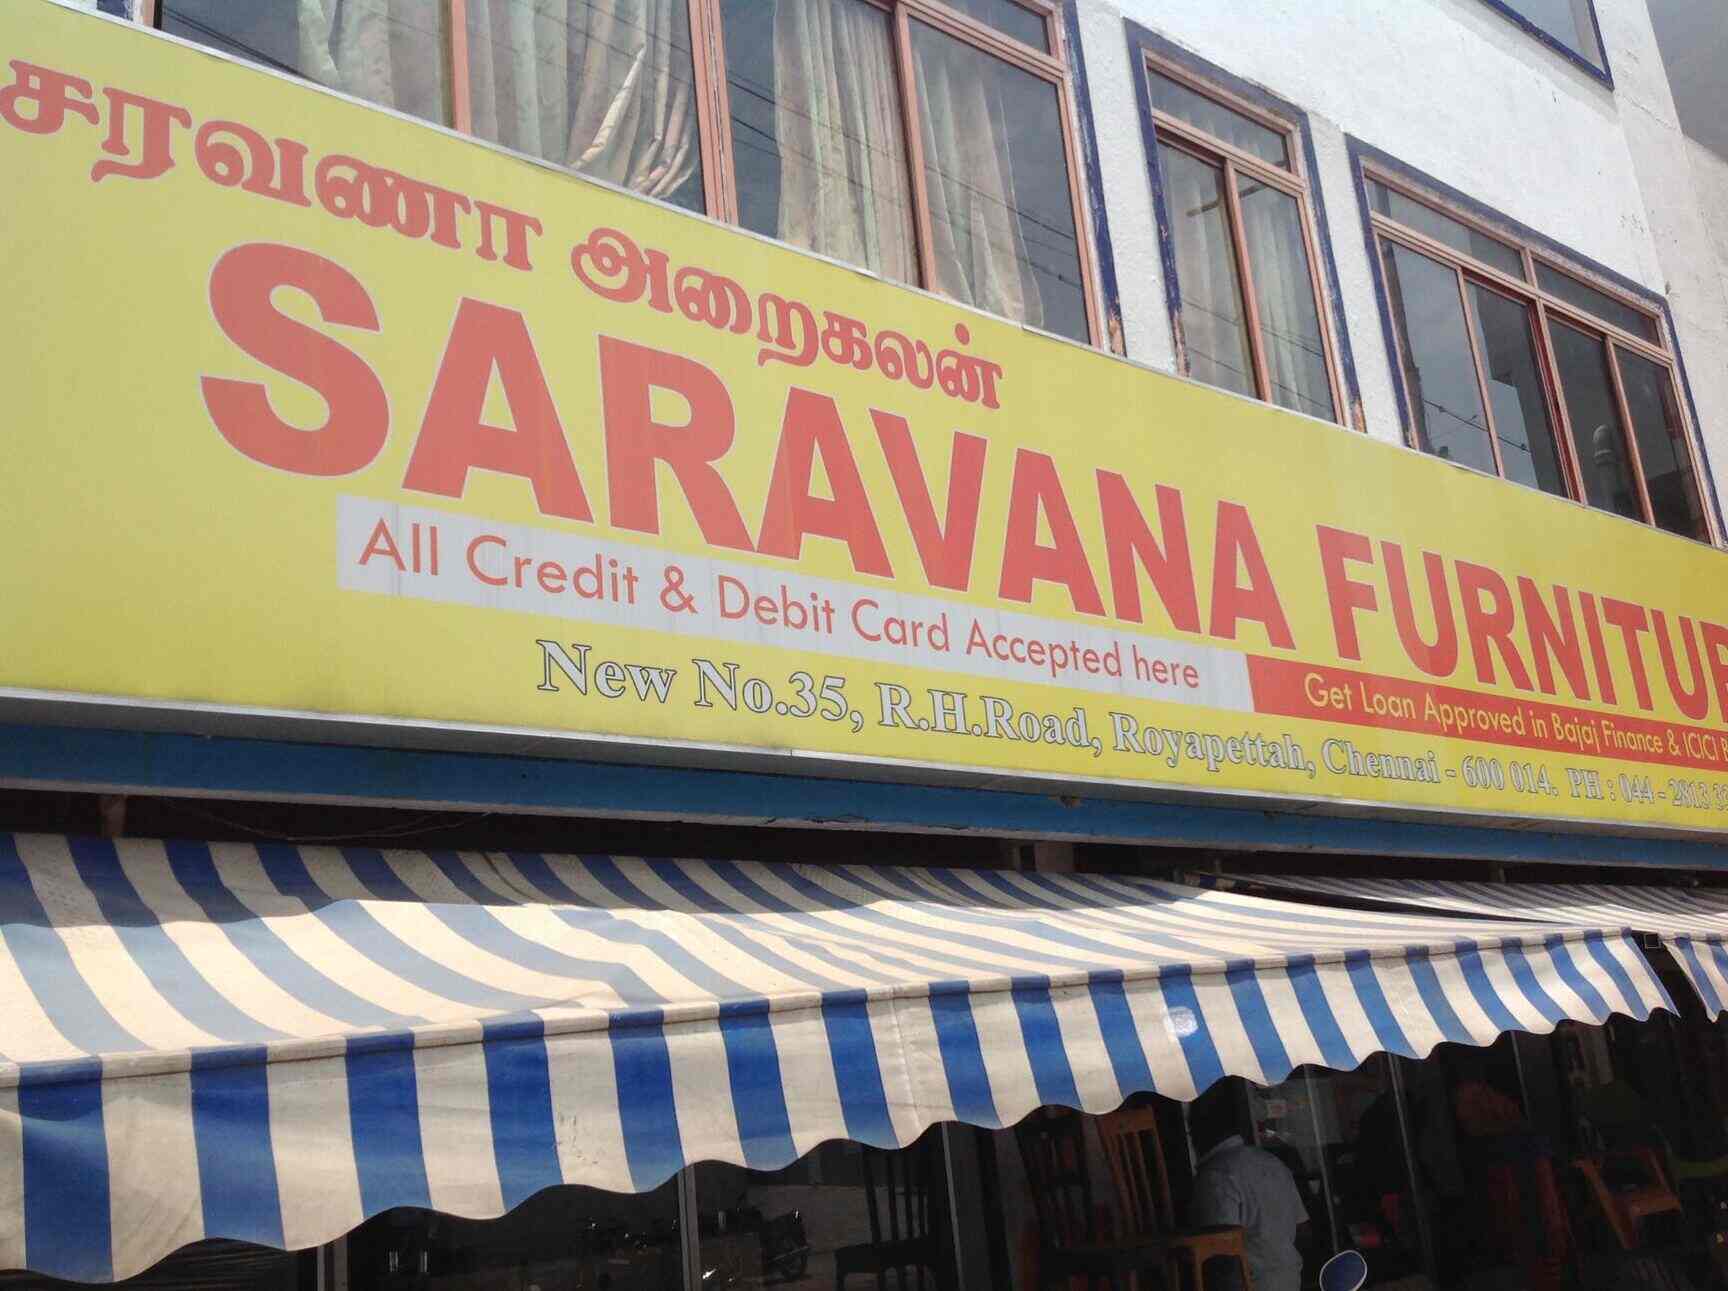 சரவணா அறைகலன்
SARAVANA FURNITUR
All Credit & Debit Card Accepted here
Get Loan Approved in Bajaj Finance & ICICI
New No.35, R.H.Road, Royapettah, Chennai - 600 014. PH : 044 - 2813